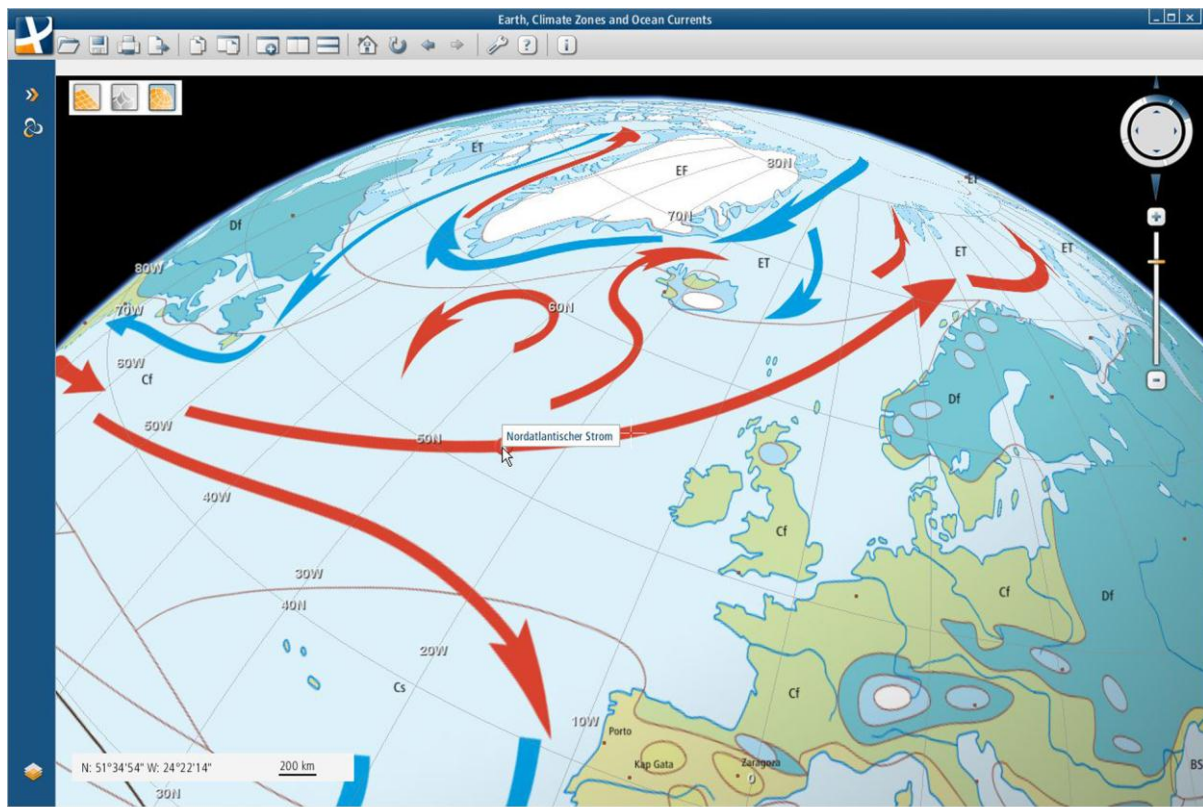 Earth, Climate Zones and Ocean Currents
ET
EF
80N
Df
70N
ET
ET
ET
80W
60N
70W
60W
Cf
Df
50W
50N
Nordatlantischer Strom
40W
Cf
30W
40N
Cf
Df
20W
Cs
Cf
10W
Porto
Kap Gata
Zaragoza
0
BS
N: 51°34'54" W: 24°22'14"
200 km
30N